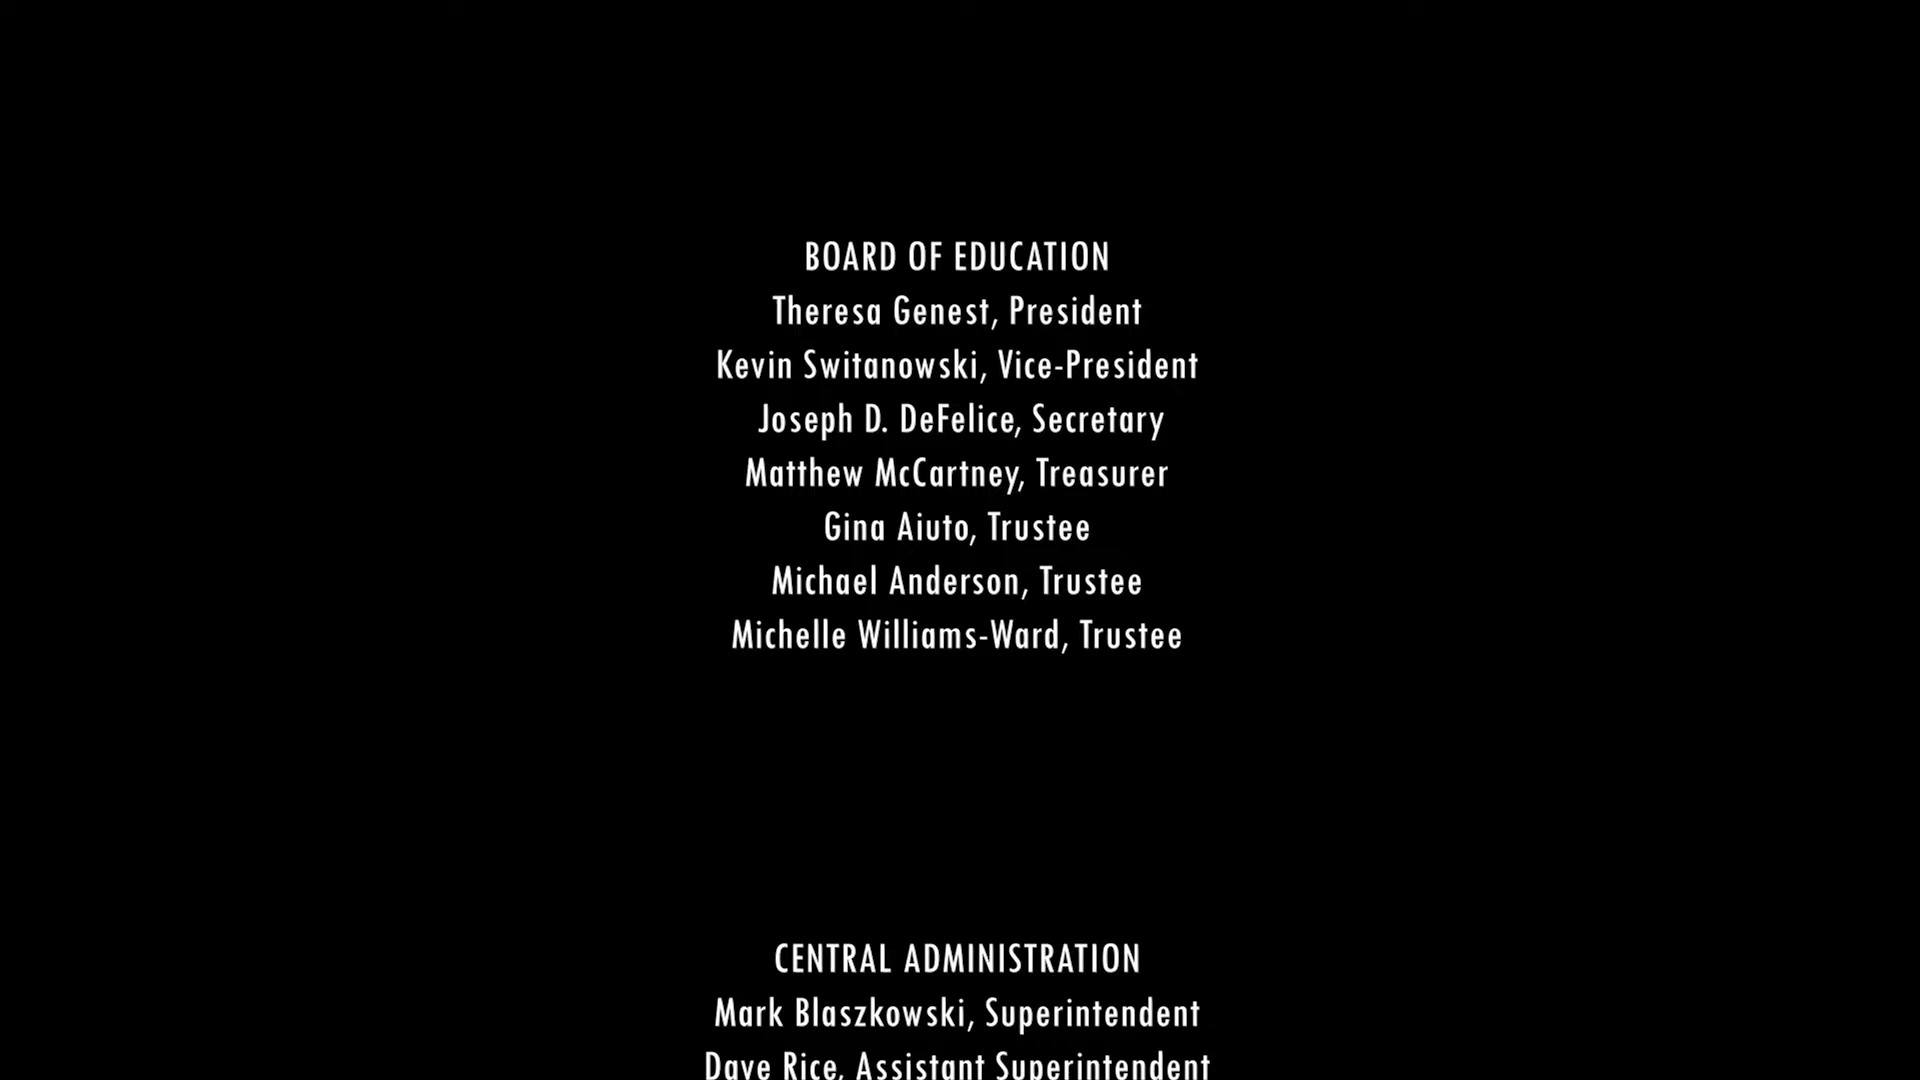 BOARD OF EDUCATION
Theresa Genest, President
Kevin Switanowski, Vice-President
Joseph D. DeFelice, Secretary
Matthew McCartney, Treasurer
Gina Aiuto, Trustee
Michael Anderson, Trustee
Michelle Williams-Ward, Trustee
CENTRAL ADMINISTRATION
Mark Blaszkowski, Superintendent
Dave Rice, Assistant Superintendent